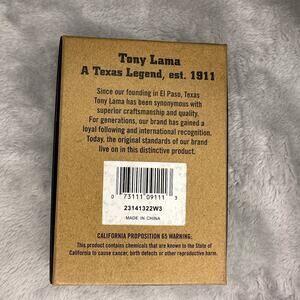 Tony Lama
A Texas Legend, est. 1911
Since our founding in El Paso, Texas
Tony Lama has been synonymous with
superior craftsmanship and quality.
For generations, our brand has gained a
loyal following and international recognition.
Today, the original standards of our brand
live on in this distinctive product.
0 73111 09111 3
23141322W3
MADE IN CHINA
CALIFORNIA PROPOSITION 65 WARNING:
This product contains chemicals that are known to the State of
California to cause cancer, birth defects or other reproductive harm.